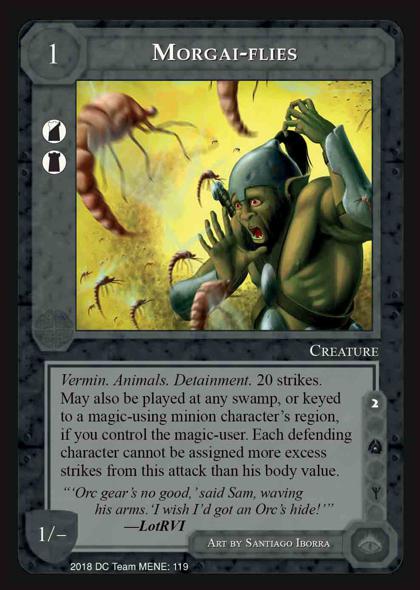 1
Morgai-flies
Creature
Vermin. Animals. Detainment. 20 strikes.
May also be played at any swamp, or keyed
to a magic-using minion character's region,
if you control the magic-user. Each defending
character cannot be assigned more excess
strikes from this attack than his body value.
2
“‘Orc gear's no good,’ said Sam, waving
his arms. ‘I wish I'd got an Orc's hide!’”
—LotRVI
1/–
Art by Santiago Iborra
2018 DC Team MENE: 119